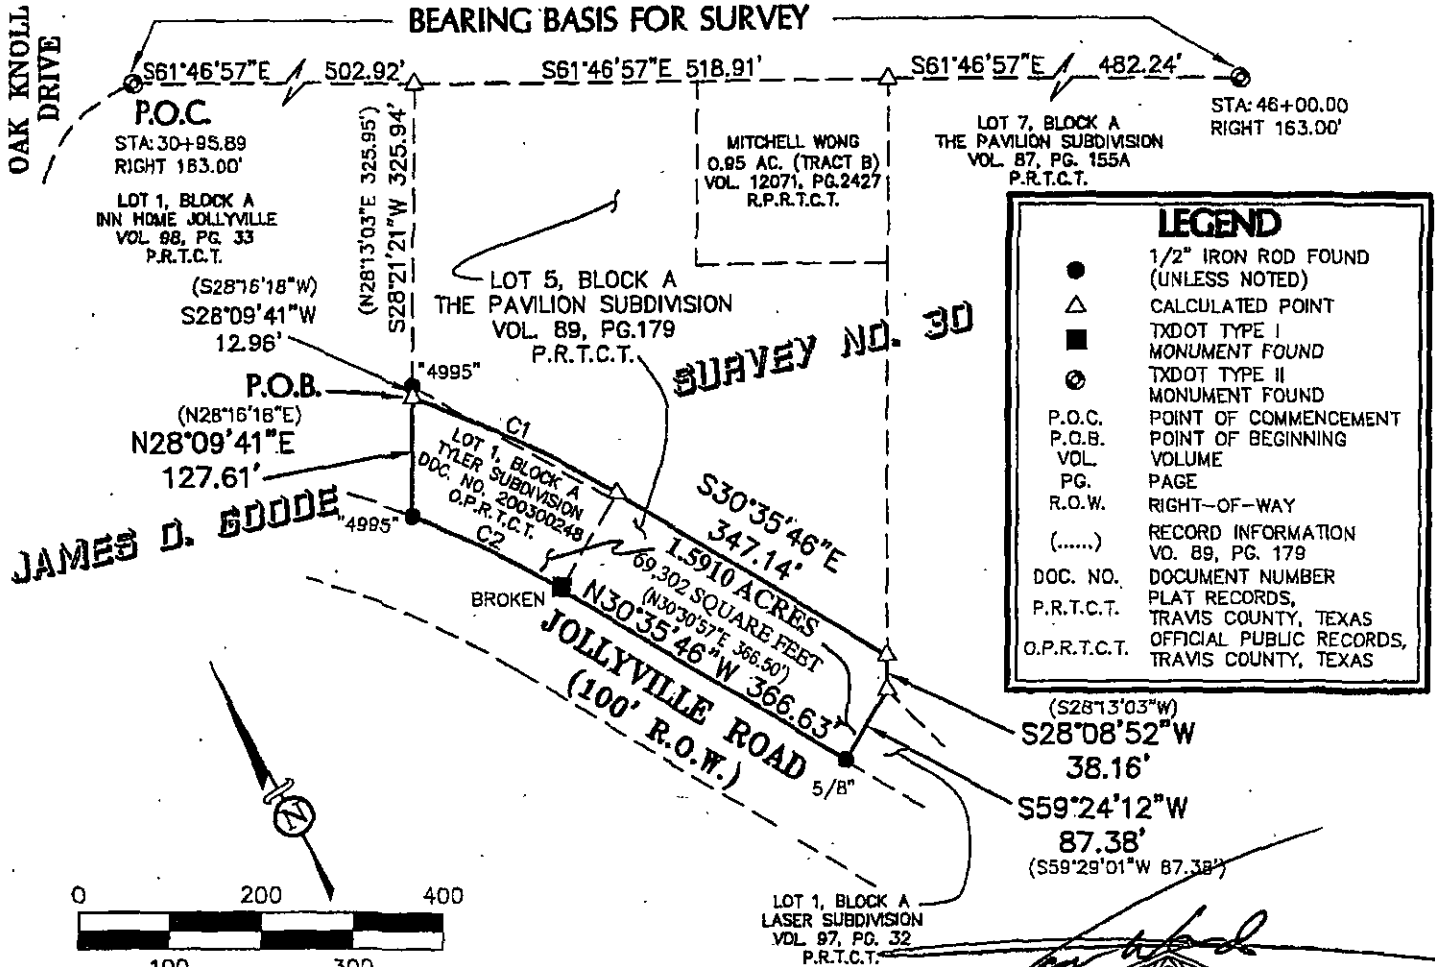 OAK KNOLL
DRIVE
BEARING BASIS FOR SURVEY
S61°46'57"E 502.92'
S61°46'57"E 518.91'
S61°46'57"E 482.24'
P.O.C.
STA: 30+95.89
RIGHT 163.00'
STA: 46+00.00
RIGHT 163.00'
LOT 1, BLOCK A
INN HOME JOLLYVILLE
VOL 98, PG. 33
P.R.T.C.T.
(N28°13'03"E 325.95')
S28°21'21"W 325.94'
MITCHELL WONG
0.95 AC. (TRACT B)
VOL. 12071, PG.2427
R.P.R.T.C.T.
LOT 7, BLOCK A
THE PAVILION SUBDIVISION
VOL. 87, PG. 155A
P.R.T.C.T.
(S28°16'18"W)
S28°09'41"W
12.96'
LOT 5, BLOCK A
THE PAVILION SUBDIVISION
VOL. 89, PG.179
P.R.T.C.T.
SURVEY NO. 30
"4995"
P.O.B.
(N28°16'18"E)
N28°09'41"E
127.61'
C1
LOT 1, BLOCK A
TYLER SUBDIVISION
DOC. NO. 200300248
O.P.R.T.C.T.
S30°35'46"E
347.14'
JAMES D. GOODE
"4995"
C2
1.5910 ACRES
69,302 SQUARE FEET
(N30°30'57"E 366.50')
N30°35'46"W 366.63'
BROKEN
JOLLYVILLE ROAD
(100' R.O.W.)
5/8"
LEGEND
1/2" IRON ROD FOUND
(UNLESS NOTED)
CALCULATED POINT
TXDOT TYPE I
MONUMENT FOUND
TXDOT TYPE II
MONUMENT FOUND
P.O.C. POINT OF COMMENCEMENT
P.O.B. POINT OF BEGINNING
VOL. VOLUME
PG. PAGE
R.O.W. RIGHT-OF-WAY
(......) RECORD INFORMATION
VO. 89, PG. 179
DOC. NO. DOCUMENT NUMBER
P.R.T.C.T. PLAT RECORDS,
TRAVIS COUNTY, TEXAS
O.P.R.T.C.T. OFFICIAL PUBLIC RECORDS,
TRAVIS COUNTY, TEXAS
(S28°13'03"W)
S28°08'52"W
38.16'
S59°24'12"W
87.38'
(S59°29'01"W 87.38')
N
0 200 400
100 300
LOT 1, BLOCK A
LASER SUBDIVISION
VOL 97, PG. 32
P.R.T.C.T.